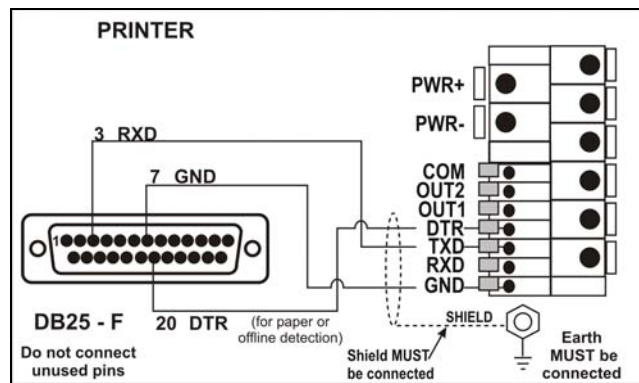 PRINTER
PWR+
PWR-
3 RXD
7 GND
COM
OUT2
OUT1
DTR
TXD
RXD
GND
1
DB25 - F
20 DTR
(for paper or
offline detection)
Do not connect
unused pins
SHIELD
Shield MUST
be connected
Earth
MUST be
connected